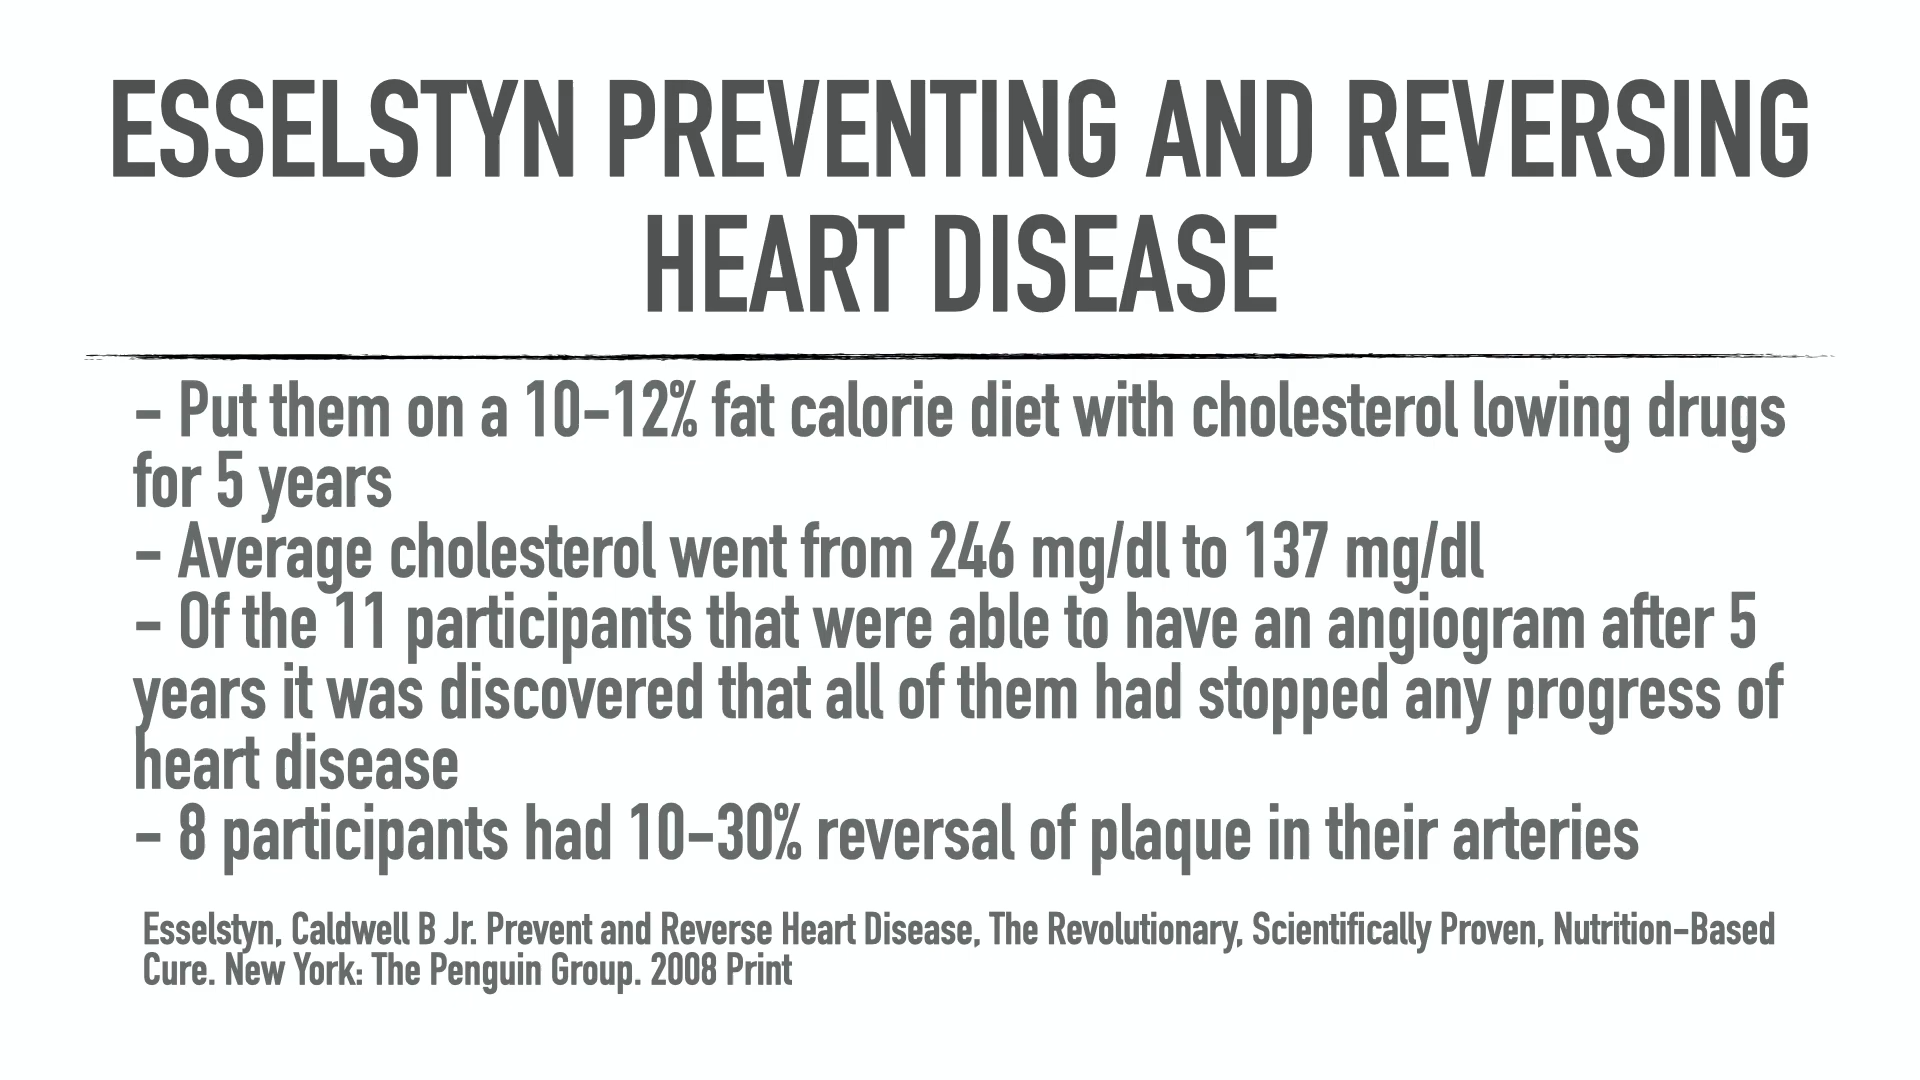 ESSELSTYN PREVENTING AND REVERSING
HEART DISEASE
- Put them on a 10-12% fat calorie diet with cholesterol lowing drugs
for 5 years
- Average cholesterol went from 246 mg/dl to 137 mg/dl
- Of the 11 participants that were able to have an angiogram after 5
years it was discovered that all of them had stopped any progress of
heart disease
- 8 participants had 10-30% reversal of plaque in their arteries
Esselstyn, Caldwell B Jr. Prevent and Reverse Heart Disease, The Revolutionary, Scientifically Proven, Nutrition-Based
Cure. New York: The Penguin Group. 2008 Print